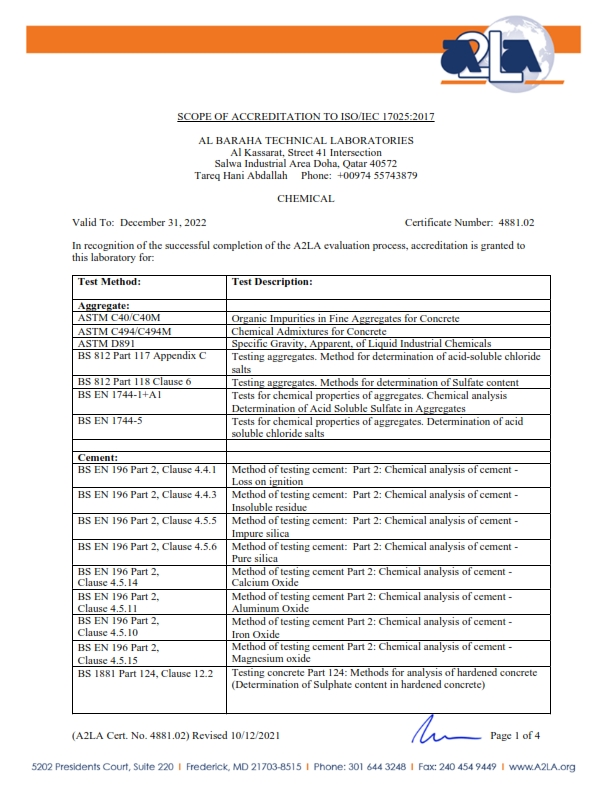 A2LA
SCOPE OF ACCREDITATION TO ISO/IEC 17025:2017
AL BARAHA TECHNICAL LABORATORIES
Al Kassarat, Street 41 Intersection
Salwa Industrial Area Doha, Qatar 40572
Tareq Hani Abdallah Phone: +00974 55743879
CHEMICAL
Valid To: December 31, 2022 Certificate Number: 4881.02
In recognition of the successful completion of the A2LA evaluation process, accreditation is granted to
this laboratory for:
Test Method: Test Description:
Aggregate:
ASTM C40/C40M Organic Impurities in Fine Aggregates for Concrete
ASTM C494/C494M Chemical Admixtures for Concrete
ASTM D891 Specific Gravity, Apparent, of Liquid Industrial Chemicals
BS 812 Part 117 Appendix C Testing aggregates. Method for determination of acid-soluble chloride
salts
BS 812 Part 118 Clause 6 Testing aggregates. Methods for determination of Sulfate content
BS EN 1744-1+A1 Tests for chemical properties of aggregates. Chemical analysis
Determination of Acid Soluble Sulfate in Aggregates
BS EN 1744-5 Tests for chemical properties of aggregates. Determination of acid
soluble chloride salts
Cement:
BS EN 196 Part 2, Clause 4.4.1 Method of testing cement: Part 2: Chemical analysis of cement -
Loss on ignition
BS EN 196 Part 2, Clause 4.4.3 Method of testing cement: Part 2: Chemical analysis of cement -
Insoluble residue
BS EN 196 Part 2, Clause 4.5.5 Method of testing cement: Part 2: Chemical analysis of cement -
Impure silica
BS EN 196 Part 2, Clause 4.5.6 Method of testing cement: Part 2: Chemical analysis of cement -
Pure silica
BS EN 196 Part 2, Method of testing cement Part 2: Chemical analysis of cement -
Clause 4.5.14 Calcium Oxide
BS EN 196 Part 2, Method of testing cement Part 2: Chemical analysis of cement -
Clause 4.5.11 Aluminum Oxide
BS EN 196 Part 2, Method of testing cement Part 2: Chemical analysis of cement -
Clause 4.5.10 Iron Oxide
BS EN 196 Part 2, Method of testing cement Part 2: Chemical analysis of cement -
Clause 4.5.15 Magnesium oxide
BS 1881 Part 124, Clause 12.2 Testing concrete Part 124: Methods for analysis of hardened concrete
(Determination of Sulphate content in hardened concrete)
(A2LA Cert. No. 4881.02) Revised 10/12/2021 Page 1 of 4
5202 Presidents Court, Suite 220 | Frederick, MD 21703-8515 | Phone: 301 644 3248 | Fax: 240 454 9449 | www.A2LA.org